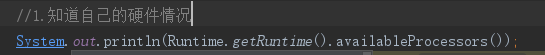 //1.知道自己的硬件情况
System.out.println(Runtime.getRuntime().availableProcessors());